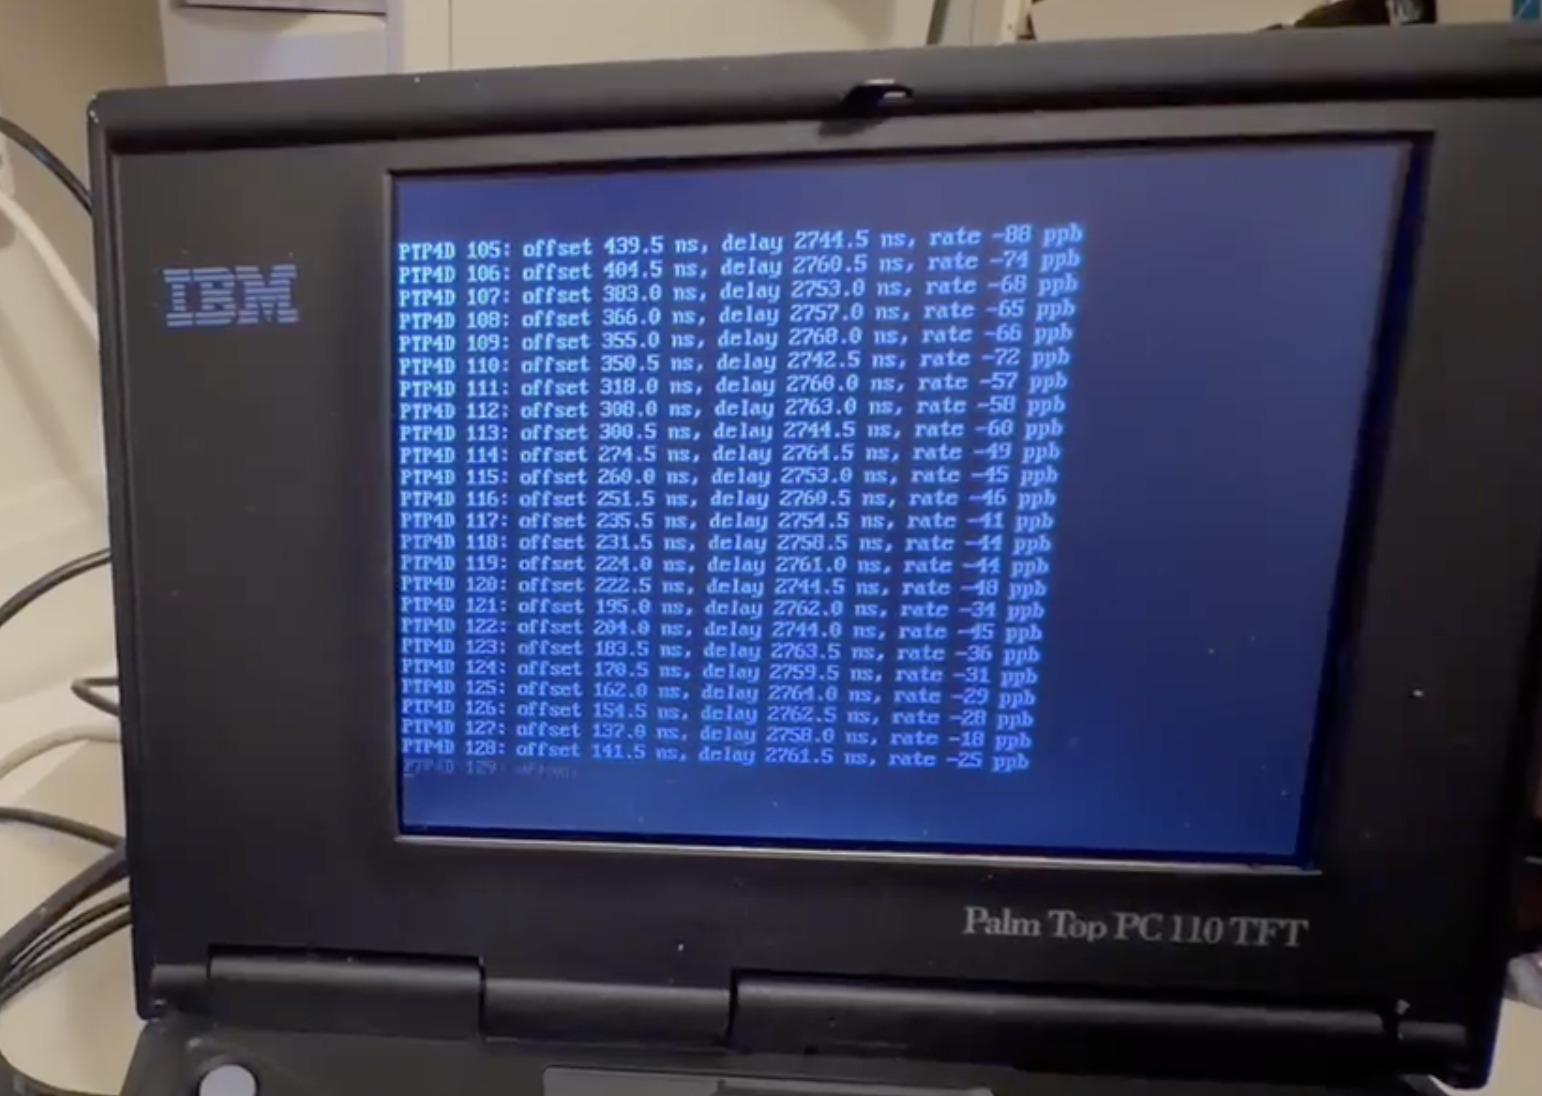 IBM
PTP4D 105: offset 439.5 ns, delay 2744.5 ns, rate -88 ppb
PTP4D 106: offset 404.5 ns, delay 2760.5 ns, rate -74 ppb
PTP4D 107: offset 383.0 ns, delay 2753.0 ns, rate -68 ppb
PTP4D 108: offset 366.0 ns, delay 2757.0 ns, rate -65 ppb
PTP4D 109: offset 355.0 ns, delay 2768.0 ns, rate -66 ppb
PTP4D 110: offset 350.5 ns, delay 2742.5 ns, rate -72 ppb
PTP4D 111: offset 318.0 ns, delay 2760.0 ns, rate -57 ppb
PTP4D 112: offset 308.0 ns, delay 2763.0 ns, rate -58 ppb
PTP4D 113: offset 300.5 ns, delay 2744.5 ns, rate -60 ppb
PTP4D 114: offset 274.5 ns, delay 2764.5 ns, rate -49 ppb
PTP4D 115: offset 260.0 ns, delay 2753.0 ns, rate -45 ppb
PTP4D 116: offset 251.5 ns, delay 2760.5 ns, rate -46 ppb
PTP4D 117: offset 235.5 ns, delay 2754.5 ns, rate -41 ppb
PTP4D 118: offset 231.5 ns, delay 2758.5 ns, rate -44 ppb
PTP4D 119: offset 224.0 ns, delay 2761.0 ns, rate -44 ppb
PTP4D 120: offset 222.5 ns, delay 2744.5 ns, rate -48 ppb
PTP4D 121: offset 195.0 ns, delay 2762.0 ns, rate -34 ppb
PTP4D 122: offset 204.0 ns, delay 2744.0 ns, rate -45 ppb
PTP4D 123: offset 183.5 ns, delay 2763.5 ns, rate -36 ppb
PTP4D 124: offset 170.5 ns, delay 2759.5 ns, rate -31 ppb
PTP4D 125: offset 162.0 ns, delay 2764.0 ns, rate -29 ppb
PTP4D 126: offset 154.5 ns, delay 2762.5 ns, rate -28 ppb
PTP4D 127: offset 137.0 ns, delay 2758.0 ns, rate -18 ppb
PTP4D 128: offset 141.5 ns, delay 2761.5 ns, rate -25 ppb
PTP4D 129:
Palm Top PC 110 TFT